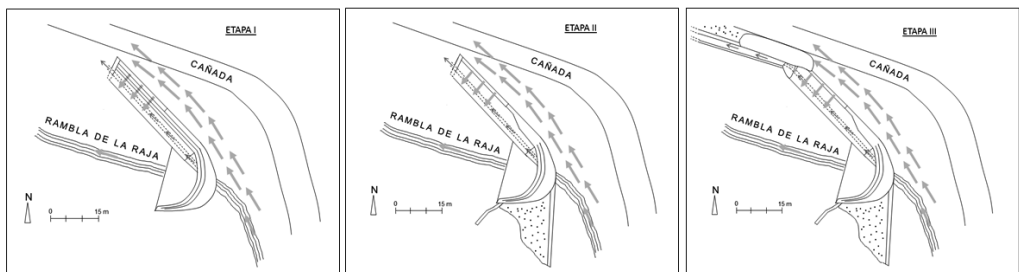 ETAPA I
CAÑADA
RAMBLA DE LA RAJA
N
0 15 m
ETAPA II
CAÑADA
RAMBLA DE LA RAJA
N
0 15 m
ETAPA III
CAÑADA
RAMBLA DE LA RAJA
N
0 15 m